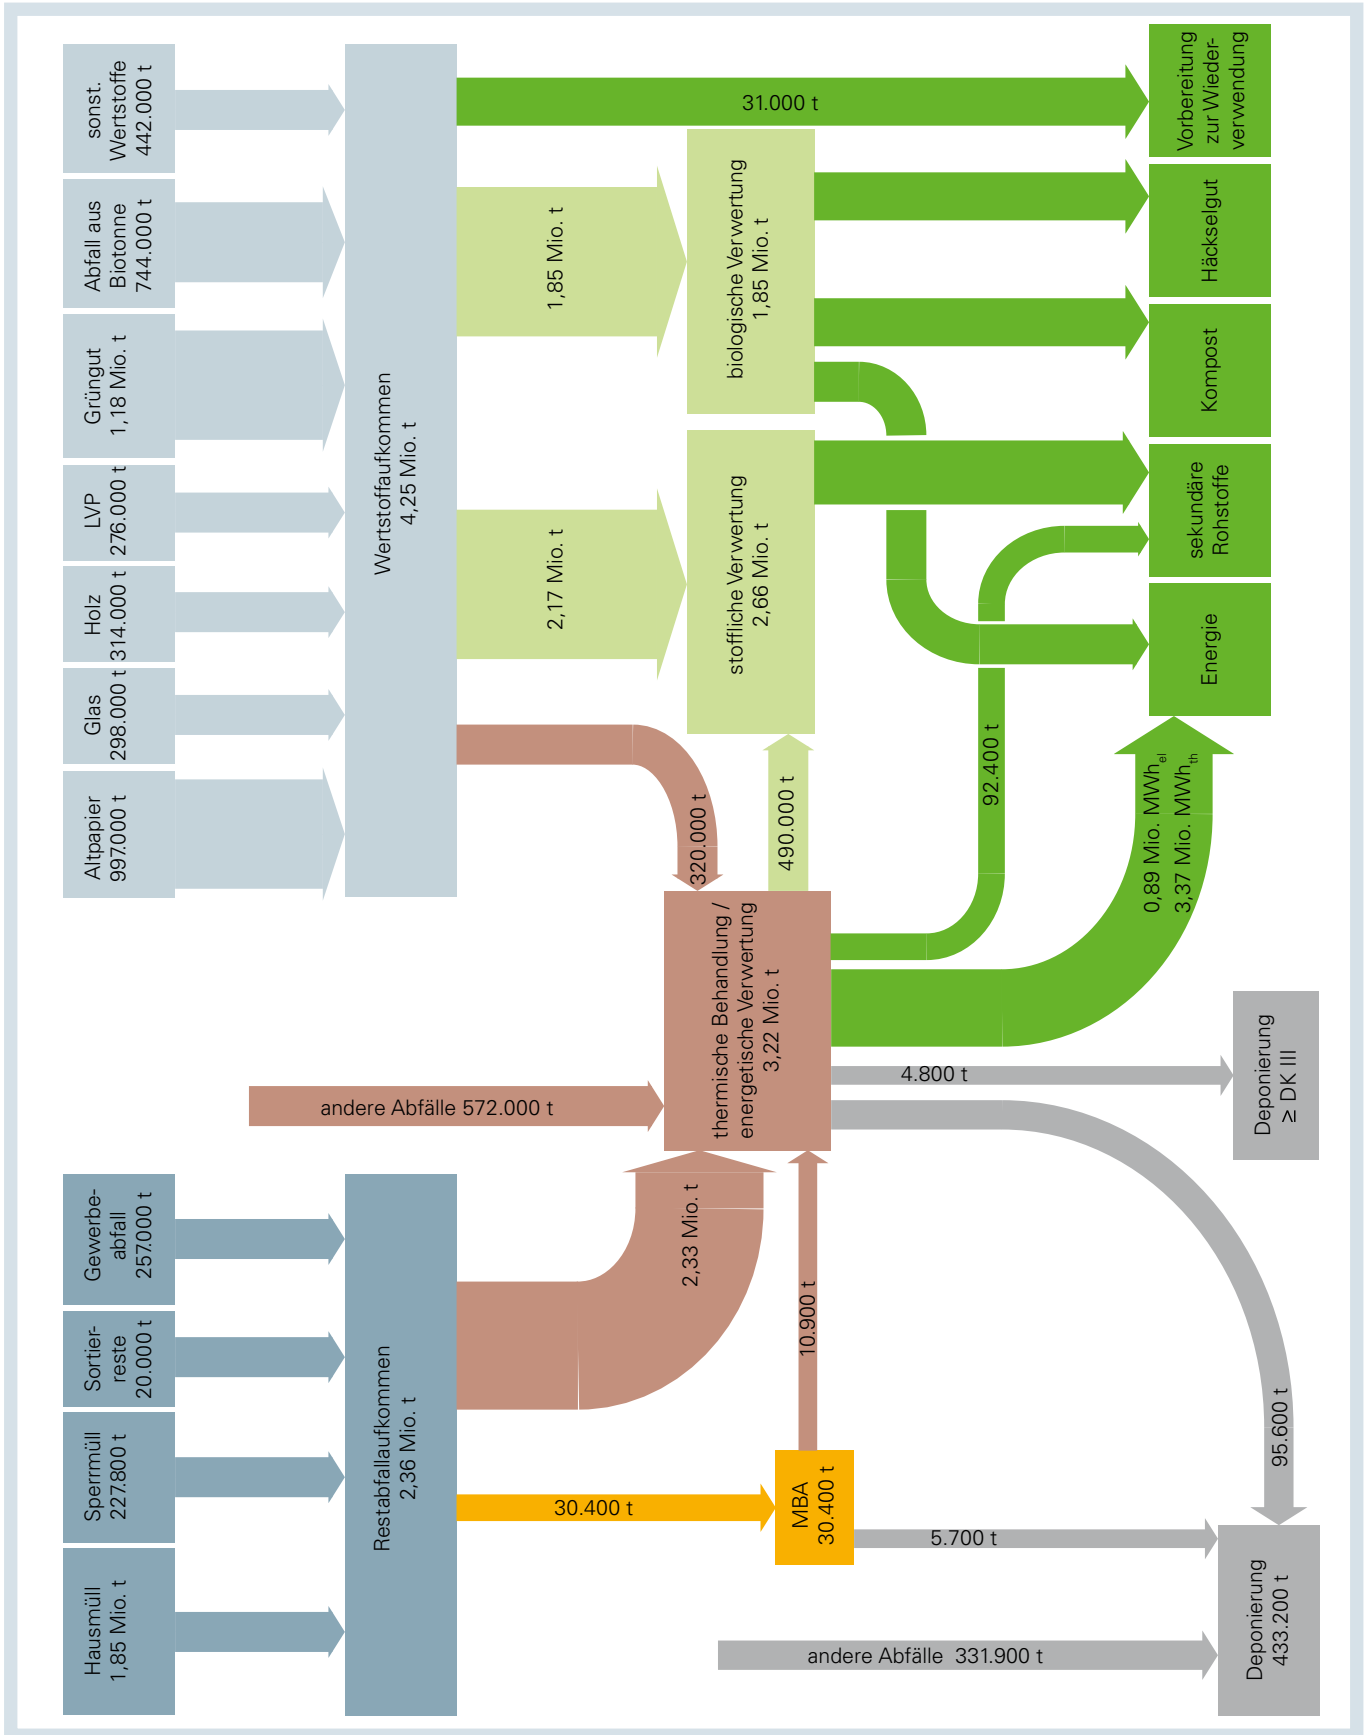 Hausmüll
1,85 Mio. t
Sperrmüll
227.800 t
Sortier-
reste
20.000 t
Gewerbe-
abfall
257.000 t
Altpapier
997.000 t
Glas
298.000 t
Holz
314.000 t
LVP
276.000 t
Grüngut
1,18 Mio. t
Abfall aus
Biotonne
744.000 t
sonst.
Wertstoffe
442.000 t
Restabfallaufkommen
2,36 Mio. t
Wertstoffaufkommen
4,25 Mio. t
andere Abfälle 572.000 t
30.400 t
2,33 Mio. t
320.000 t
2,17 Mio. t
1,85 Mio. t
31.000 t
MBA
30.400 t
10.900 t
thermische Behandlung /
energetische Verwertung
3,22 Mio. t
490.000 t
stoffliche Verwertung
2,66 Mio. t
biologische Verwertung
1,85 Mio. t
andere Abfälle 331.900 t
5.700 t
95.600 t
4.800 t
0,89 Mio. MWhel
3,37 Mio. MWhth
92.400 t
Deponierung
433.200 t
Deponierung
≥ DK III
Energie
sekundäre
Rohstoffe
Kompost
Häckselgut
Vorbereitung
zur Wieder-
verwendung